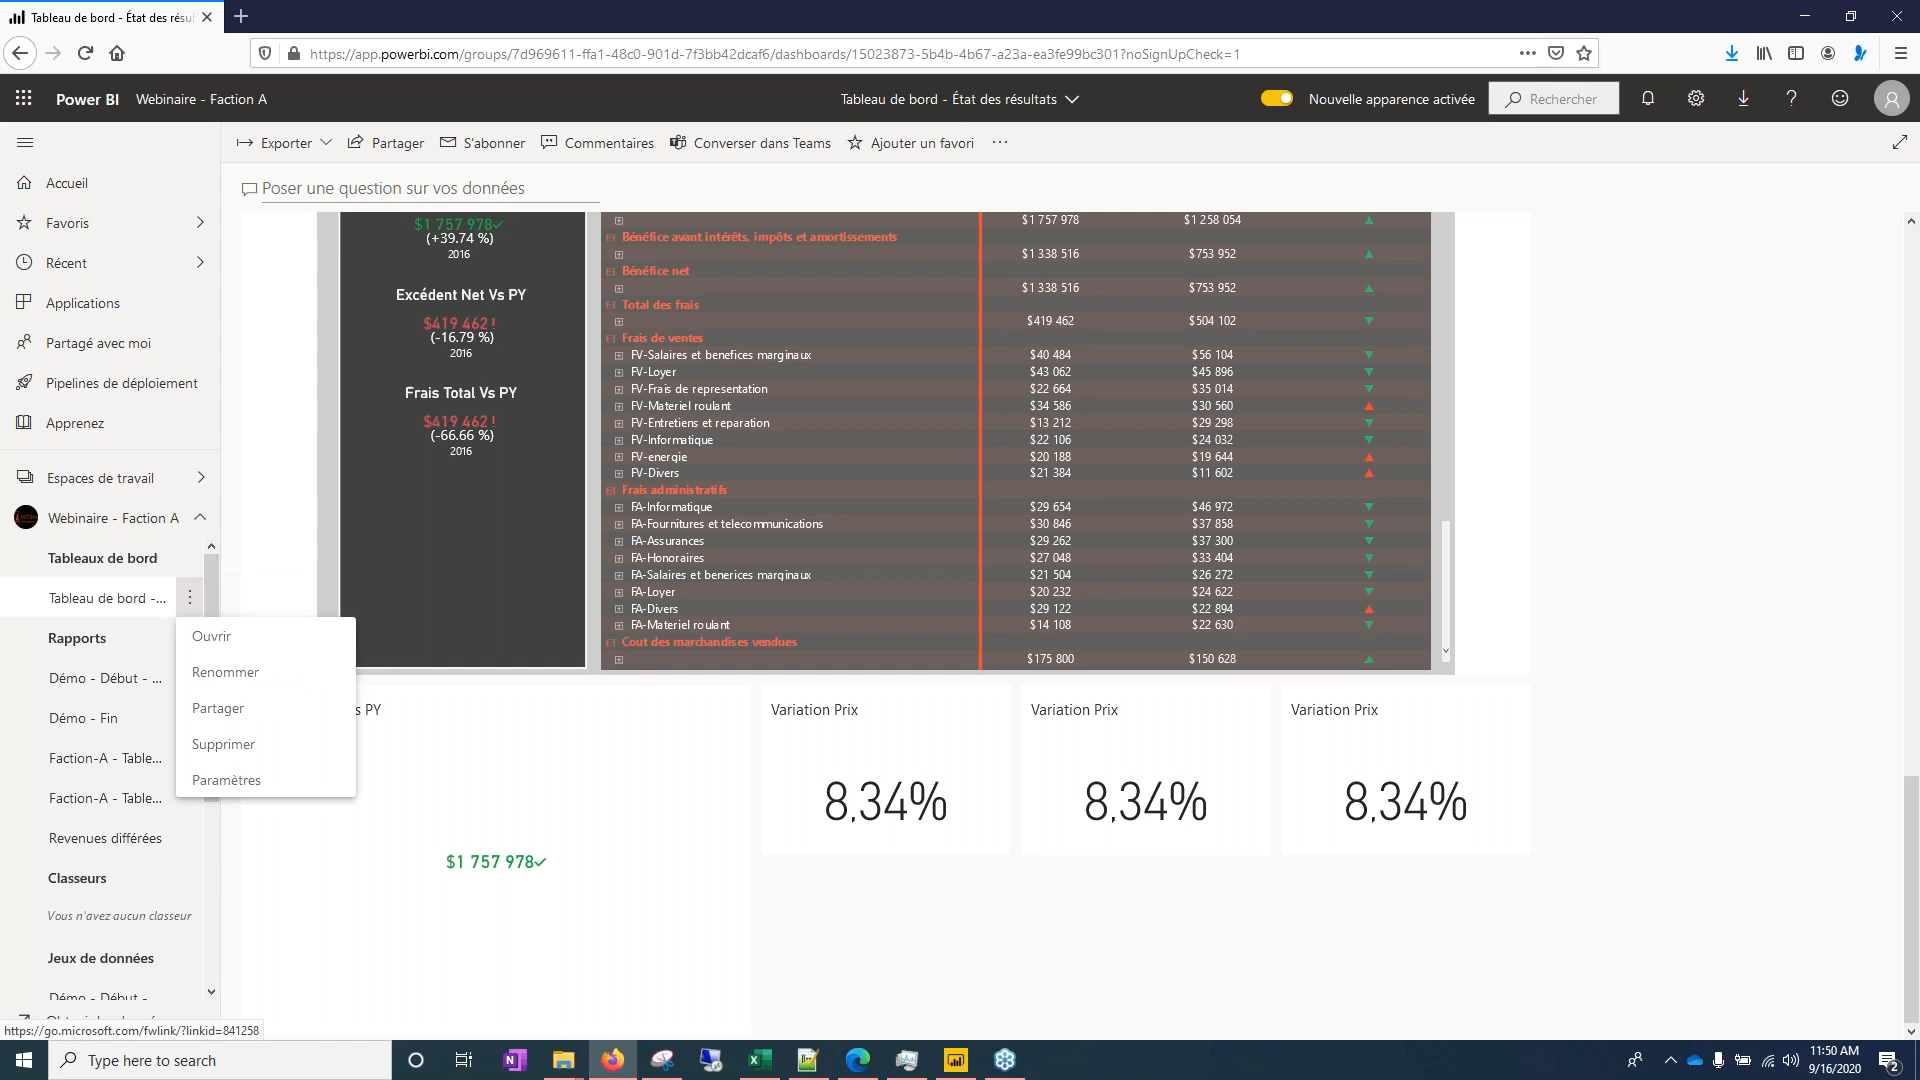 Tableau de bord - État des résu
https://app.powerbi.com/groups/7d969611-ffa1-48c0-901d-7f3bb42dcaf6/dashboards/15023873-5b4b-4b67-a23a-ea3fe99bc301?noSignUpCheck=1
Power BI Webinaire - Faction A Tableau de bord - État des résultats Nouvelle apparence activée Rechercher
Exporter Partager S'abonner Commentaires Converser dans Teams Ajouter un favori ...
Poser une question sur vos données
Accueil
Favoris
Récent
Applications
Partagé avec moi
Pipelines de déploiement
Apprenez
Espaces de travail
Webinaire - Faction A
Tableaux de bord
Tableau de bord -...
Rapports
Démo - Début - ...
Démo - Fin
Faction-A - Table...
Faction-A - Table...
Revenues différées
Classeurs
Vous n'avez aucun classeur
Jeux de données
Démo - Début -
Ouvrir
Renommer
Partager
Supprimer
Paramètres
$1 757 978✓
(+39.74 %)
2016
Excédent Net Vs PY
$419 462 !
(-16.79 %)
2016
Frais Total Vs PY
$419 462 !
(-66.66 %)
2016
$1 757 978 $1 258 054
Bénéfice avant intérêts, impôts et amortissements
$1 338 516 $753 952
Bénéfice net
$1 338 516 $753 952
Total des frais
$419 462 $504 102
Frais de ventes
FV-Salaires et benefices marginaux $40 484 $56 104
FV-Loyer $43 062 $45 896
FV-Frais de representation $22 664 $35 014
FV-Materiel roulant $34 586 $30 560
FV-Entretiens et reparation $13 212 $29 298
FV-Informatique $22 106 $24 032
FV-energie $20 188 $19 644
FV-Divers $21 384 $11 602
Frais administratifs
FA-Informatique $29 654 $46 972
FA-Fournitures et telecommunications $30 846 $37 858
FA-Assurances $29 262 $37 300
FA-Honoraires $27 048 $33 404
FA-Salaires et benerices marginaux $21 504 $26 272
FA-Loyer $20 232 $24 622
FA-Divers $29 122 $22 894
FA-Materiel roulant $14 108 $22 630
Cout des marchandises vendues
$175 800 $150 628
s PY
$1 757 978✓
Variation Prix
8,34%
Variation Prix
8,34%
Variation Prix
8,34%
https://go.microsoft.com/fwlink/?linkid=841258
Type here to search
11:50 AM
9/16/2020
2